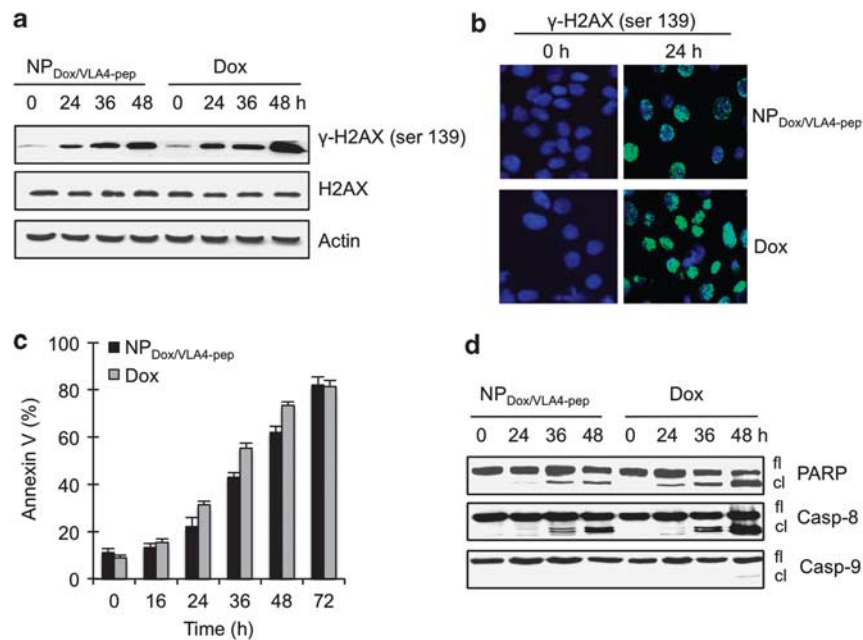 a
NPDox/VLA4-pep Dox
0 24 36 48 0 24 36 48 h
γ-H2AX (ser 139)
H2AX
Actin
b
γ-H2AX (ser 139)
0 h 24 h
NPDox/VLA4-pep
Dox
c
NPDox/VLA4-pep
Dox
Annexin V (%)
100
80
60
40
20
0
0 16 24 36 48 72
Time (h)
d
NPDox/VLA4-pep Dox
0 24 36 48 0 24 36 48 h
fl
cl
PARP
fl
cl
Casp-8
fl
cl
Casp-9